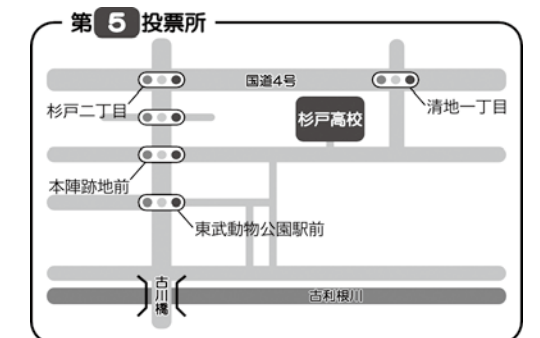 第5投票所
国道4号
杉戸二丁目
杉戸高校
清地一丁目
本陣跡地前
東武動物公園駅前
古川橋
古利根川